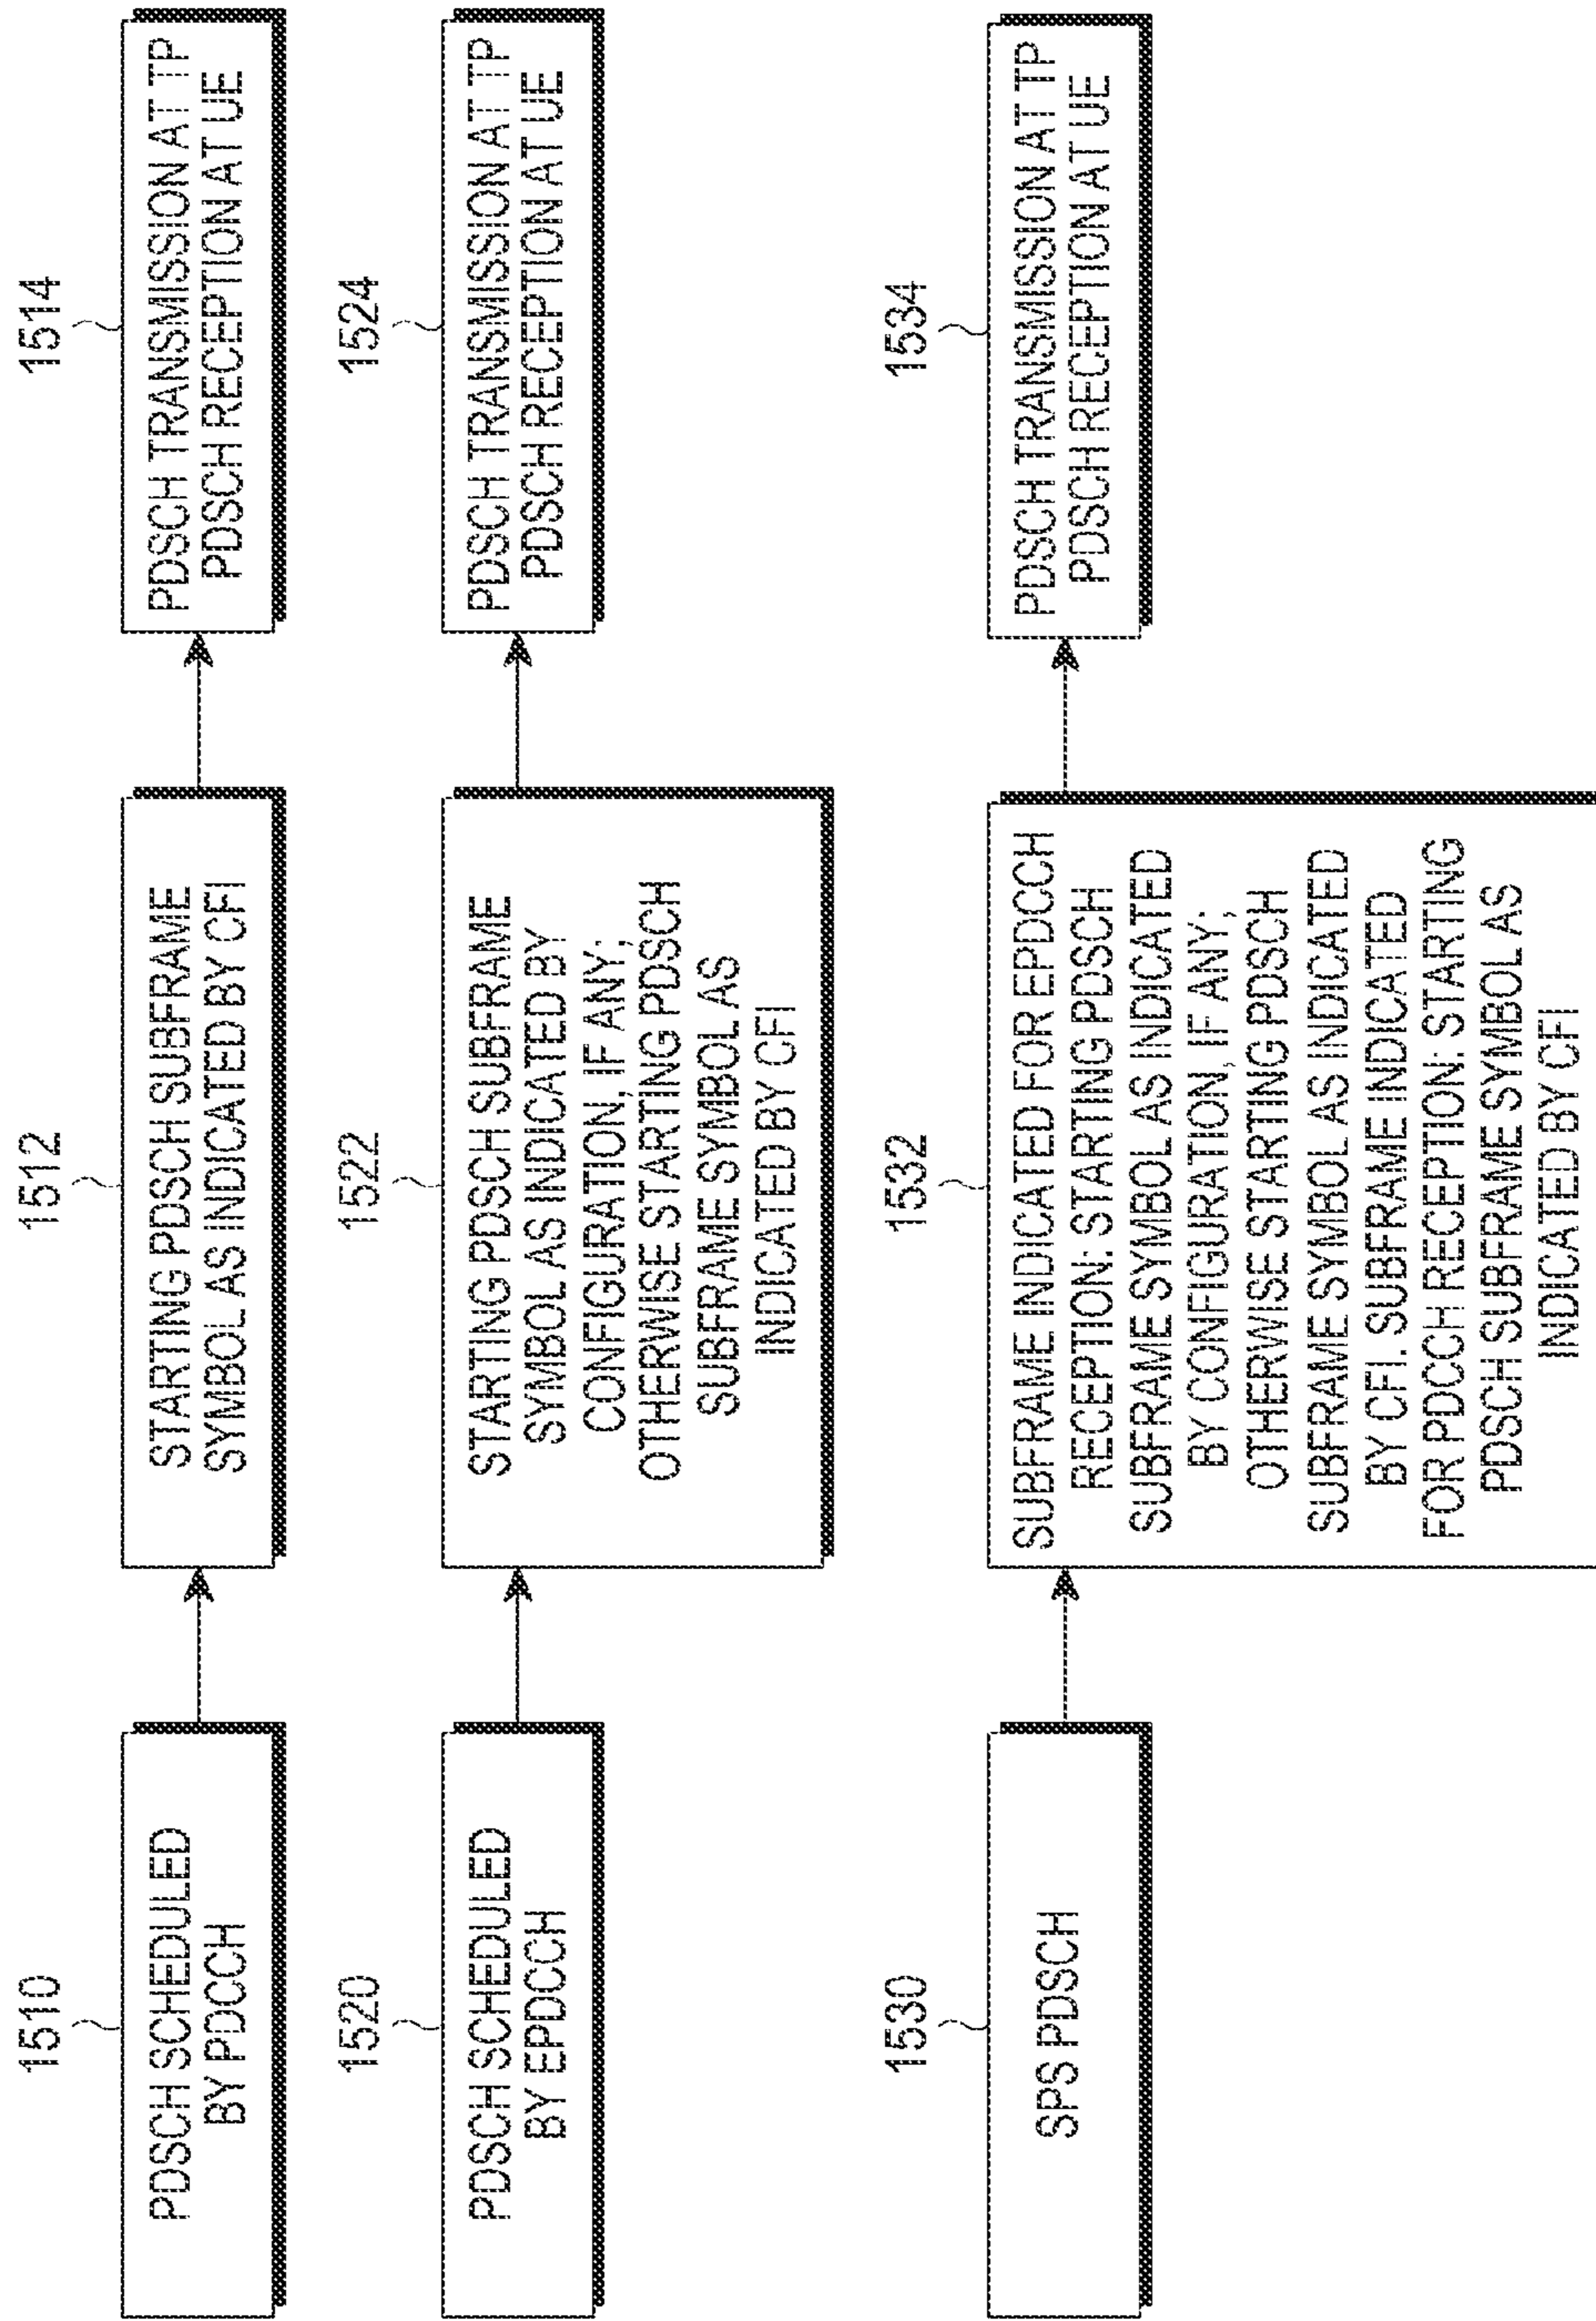 1510
PDSCH SCHEDULED
BY PDCCH
1512
STARTING PDSCH SUBFRAME
SYMBOL AS INDICATED BY CFI
1514
PDSCH TRANSMISSION AT TP
PDSCH RECEPTION AT UE
1520
PDSCH SCHEDULED
BY EPDCCH
1522
STARTING PDSCH SUBFRAME
SYMBOL AS INDICATED BY
CONFIGURATION, IF ANY;
OTHERWISE STARTING PDSCH
SUBFRAME SYMBOL AS
INDICATED BY CFI
1524
PDSCH TRANSMISSION AT TP
PDSCH RECEPTION AT UE
1530
SPS PDSCH
1532
SUBFRAME INDICATED FOR EPDCCH
RECEPTION: STARTING PDSCH
SUBFRAME SYMBOL AS INDICATED
BY CONFIGURATION, IF ANY;
OTHERWISE STARTING PDSCH
SUBFRAME SYMBOL AS INDICATED
BY CFI. SUBFRAME INDICATED
FOR PDCCH RECEPTION: STARTING
PDSCH SUBFRAME SYMBOL AS
INDICATED BY CFI
1534
PDSCH TRANSMISSION AT TP
PDSCH RECEPTION AT UE